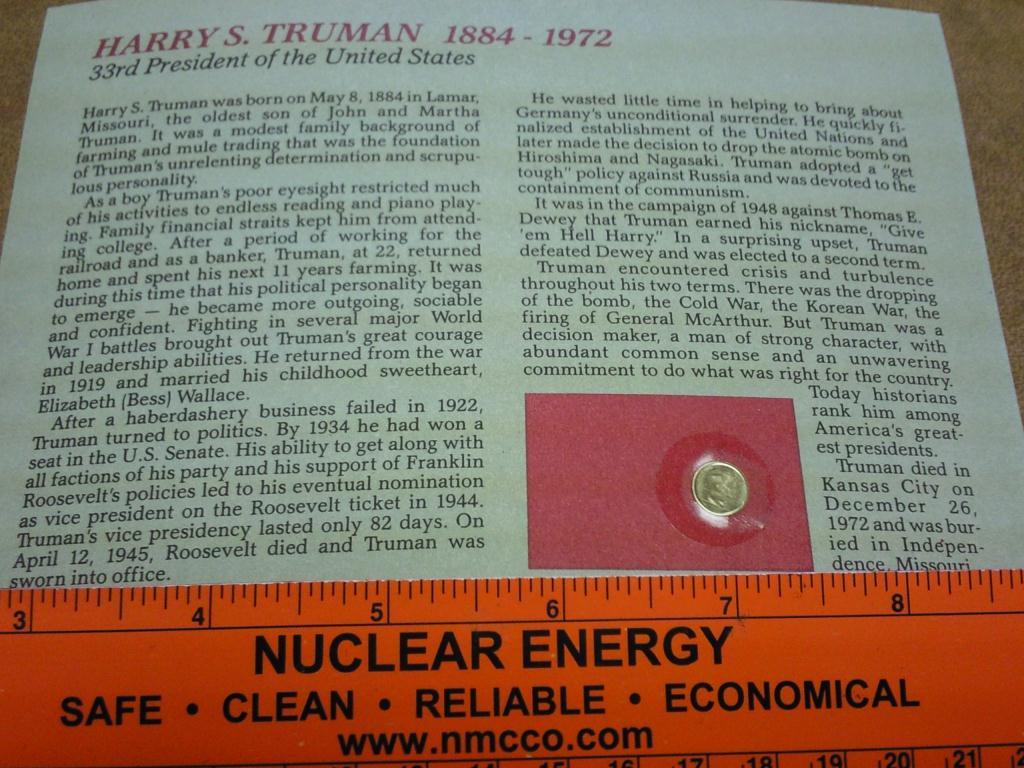 HARRY S. TRUMAN 1884 - 1972
33rd President of the United States
Harry S. Truman was born on May 8, 1884 in Lamar,
Missouri, the oldest son of John and Martha
Truman. It was a modest family background of
farming and mule trading that was the foundation
of Truman's unrelenting determination and scrupu-
lous personality.
As a boy Truman's poor eyesight restricted much
of his activities to endless reading and piano play-
ing. Family financial straits kept him from attend-
ing college. After a period of working for the
railroad and as a banker, Truman, at 22, returned
home and spent his next 11 years farming. It was
during this time that his political personality began
to emerge — he became more outgoing, sociable
and confident. Fighting in several major World
War I battles brought out Truman's great courage
and leadership abilities. He returned from the war
in 1919 and married his childhood sweetheart,
Elizabeth (Bess) Wallace.
After a haberdashery business failed in 1922,
Truman turned to politics. By 1934 he had won a
seat in the U.S. Senate. His ability to get along with
all factions of his party and his support of Franklin
Roosevelt's policies led to his eventual nomination
as vice president on the Roosevelt ticket in 1944.
Truman's vice presidency lasted only 82 days. On
April 12, 1945, Roosevelt died and Truman was
sworn into office.
He wasted little time in helping to bring about
Germany's unconditional surrender. He quickly fi-
nalized establishment of the United Nations and
later made the decision to drop the atomic bomb on
Hiroshima and Nagasaki. Truman adopted a "get
tough" policy against Russia and was devoted to the
containment of communism.
It was in the campaign of 1948 against Thomas E.
Dewey that Truman earned his nickname, "Give
'em Hell Harry." In a surprising upset, Truman
defeated Dewey and was elected to a second term.
Truman encountered crisis and turbulence
throughout his two terms. There was the dropping
of the bomb, the Cold War, the Korean War, the
firing of General McArthur. But Truman was a
decision maker, a man of strong character, with
abundant common sense and an unwavering
commitment to do what was right for the country.
Today historians
rank him among
America's great-
est presidents.
Truman died in
Kansas City on
December 26,
1972 and was bur-
ied in Indepen-
dence, Missouri
3 4 5 6 7 8
NUCLEAR ENERGY
SAFE • CLEAN • RELIABLE • ECONOMICAL
www.nmcco.com
13 14 15 16 17 18 19 20 21